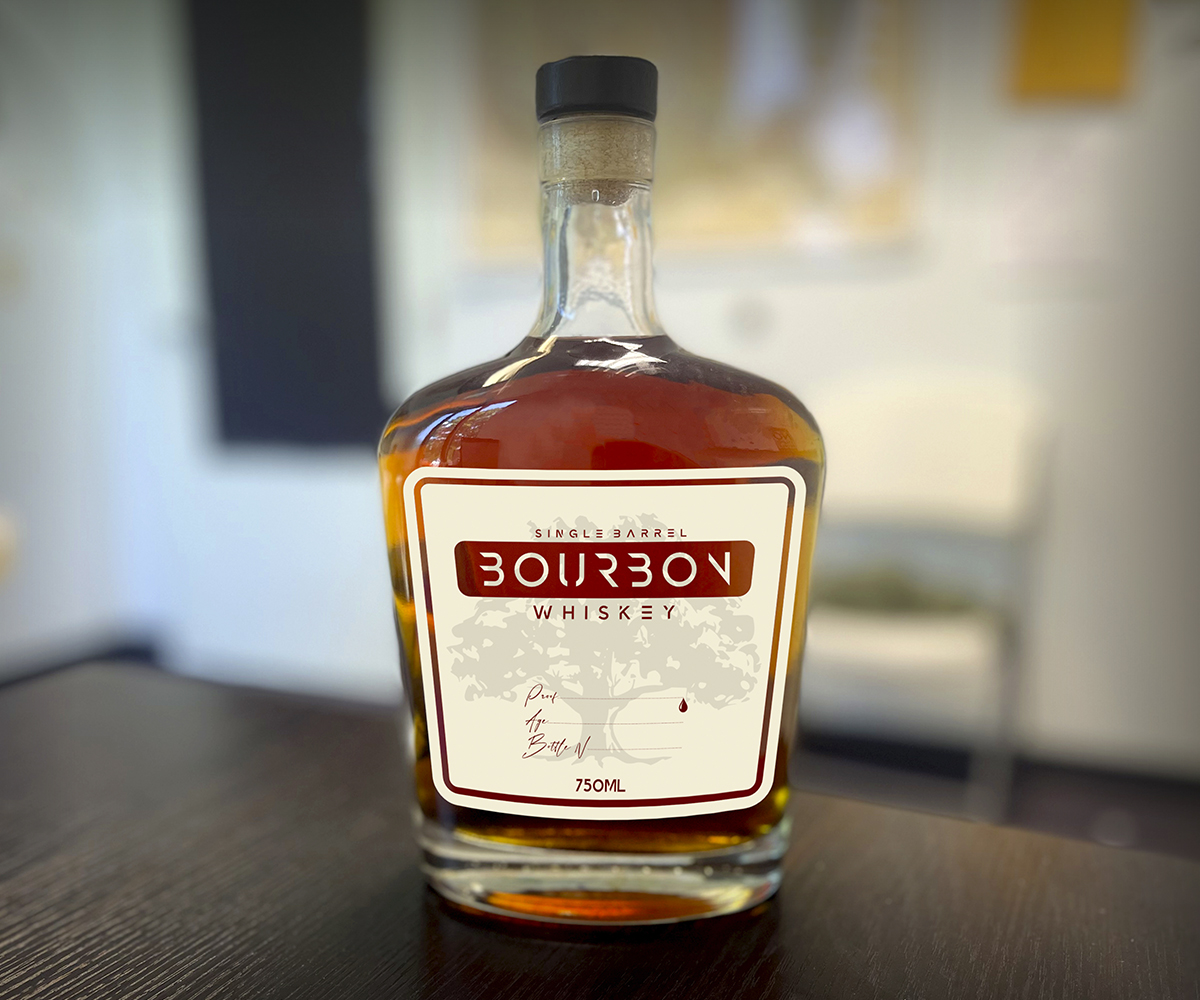 SINGLE BARREL
BOURBON
WHISKEY
Proof
Age
Bottle N
750ML